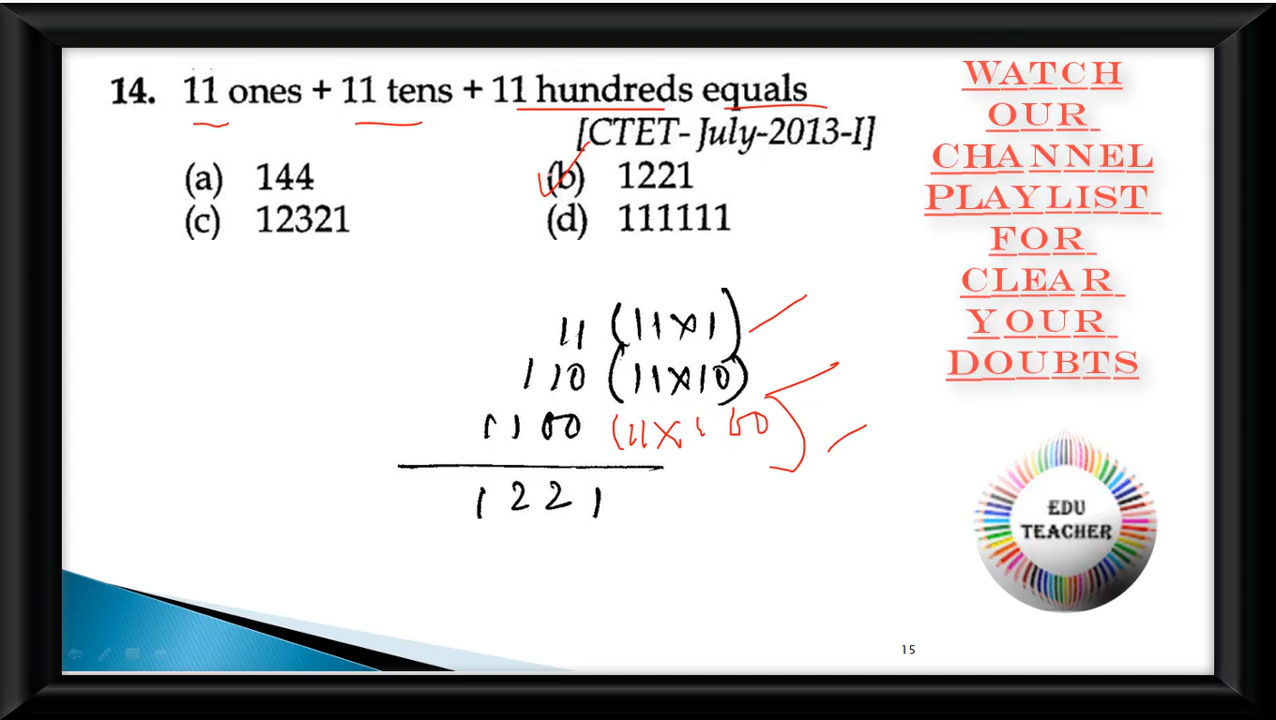 14. 11 ones + 11 tens + 11 hundreds equals
[CTET- July-2013-I]
(a) 144 (b) 1221
(c) 12321 (d) 111111
11 (11×1)
110 (11×10)
1100 (11×100)
1221
WATCH
OUR
CHANNEL
PLAYLIST
FOR
CLEAR
YOUR
DOUBTS
EDU
TEACHER
15